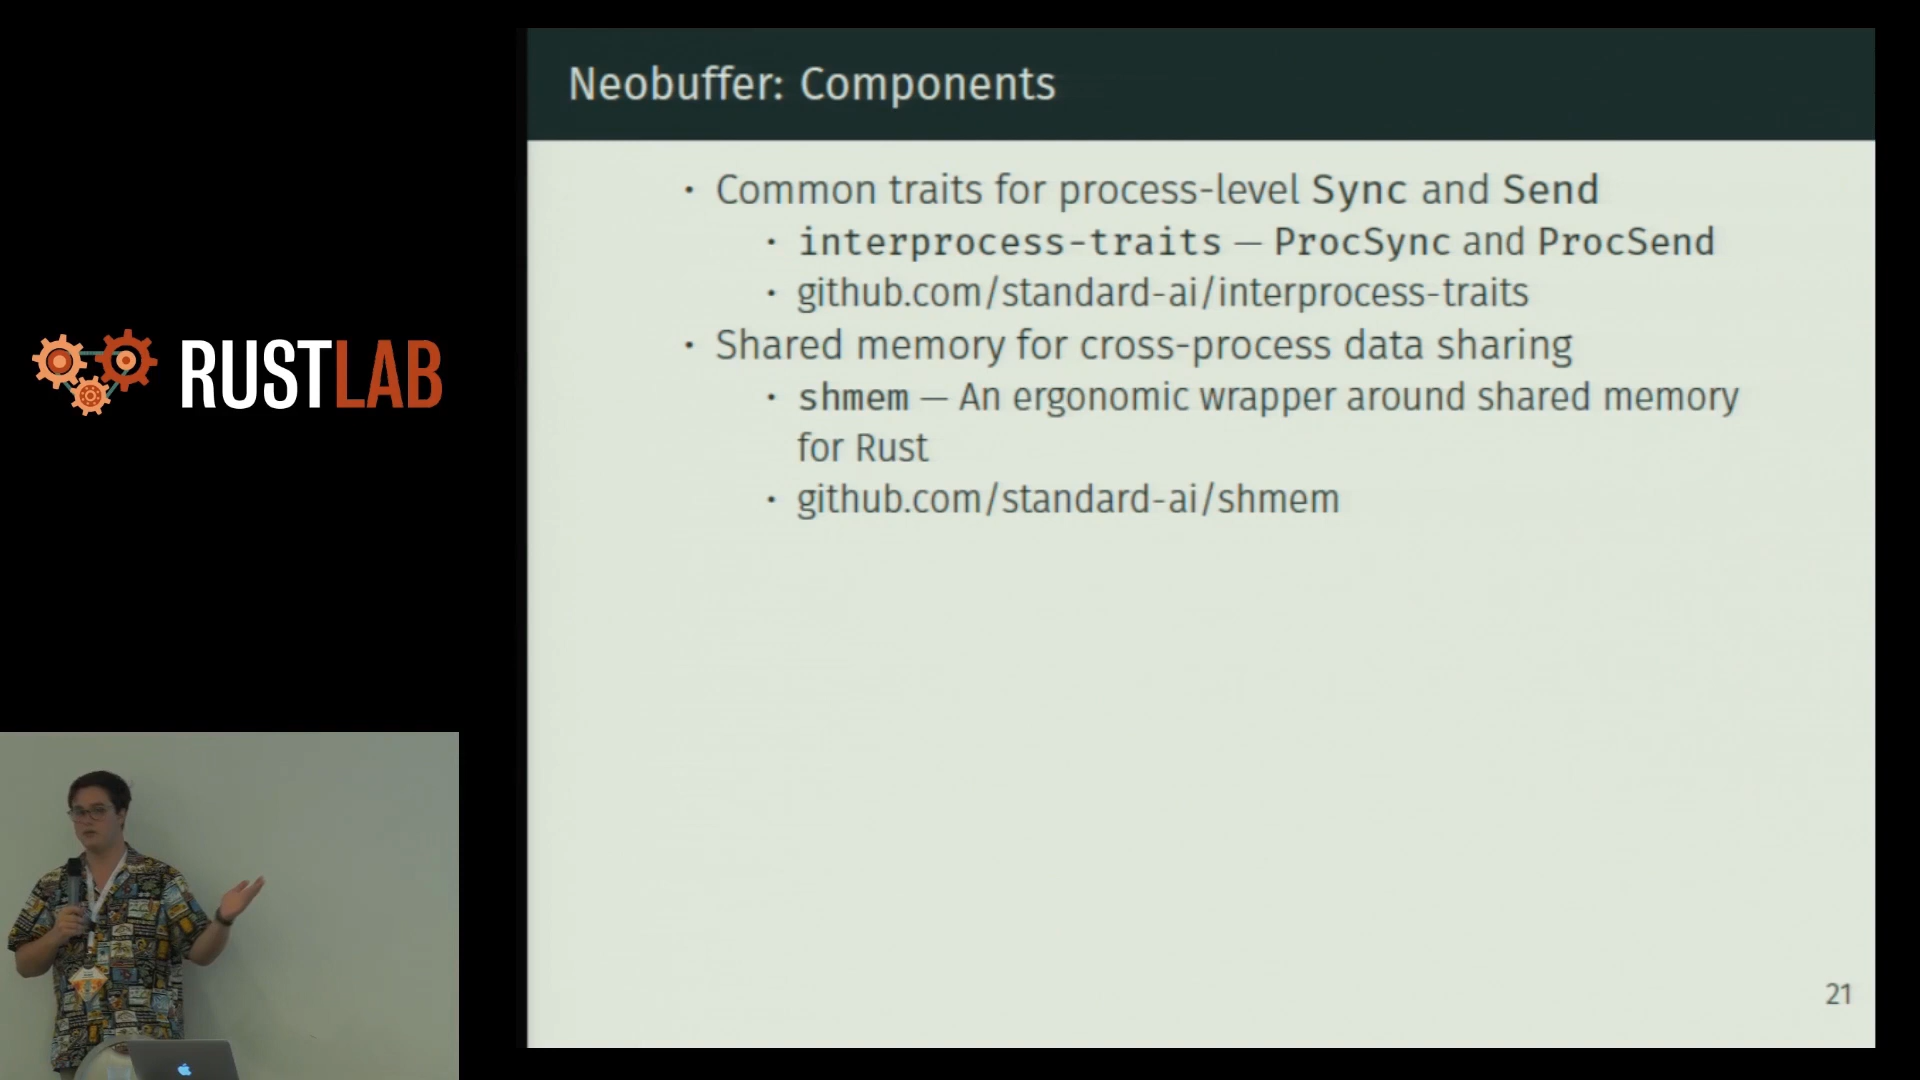 Neobuffer: Components
• Common traits for process-level Sync and Send
• interprocess-traits — ProcSync and ProcSend
• github.com/standard-ai/interprocess-traits
• Shared memory for cross-process data sharing
• shmem — An ergonomic wrapper around shared memory
for Rust
• github.com/standard-ai/shmem
21
RUSTLAB